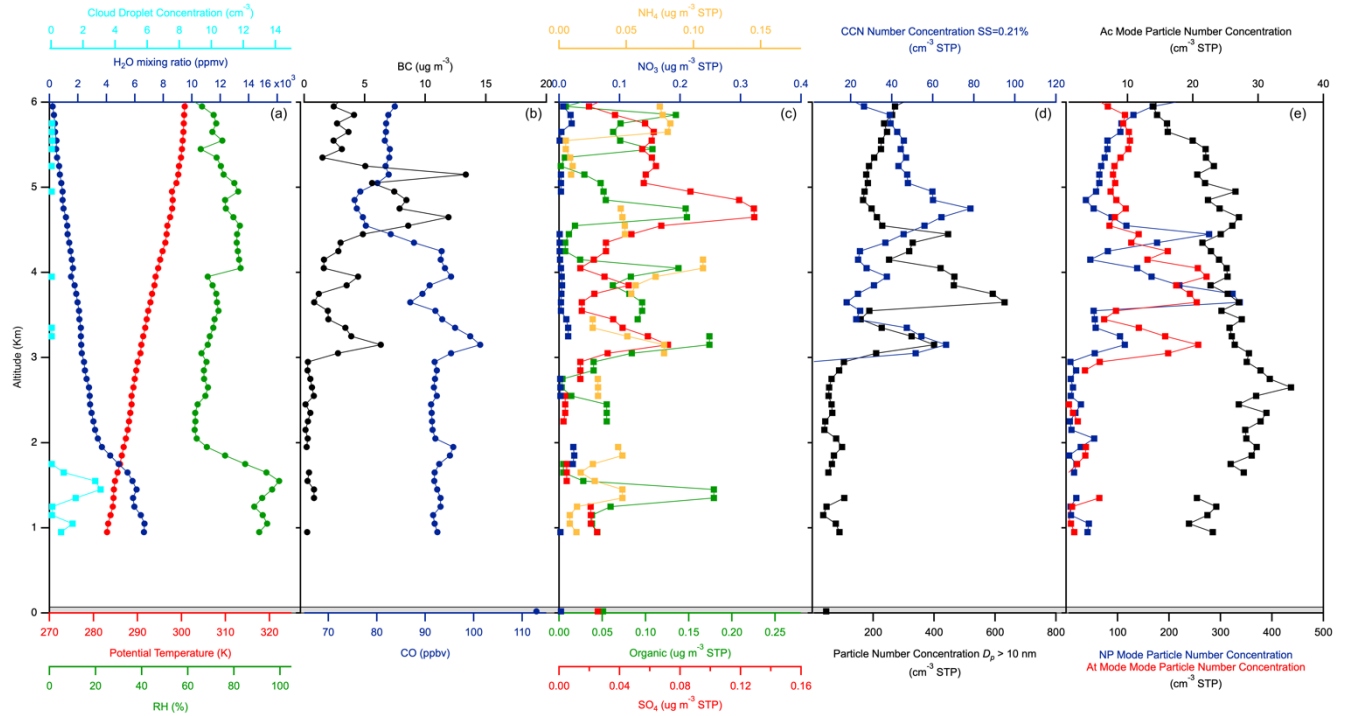 Cloud Droplet Concentration (cm⁻³)
0 2 4 6 8 10 12 14
H₂O mixing ratio (ppmv)
0 2 4 6 8 10 12 14 16 x10³
BC (ug m⁻³)
0 5 10 15 20
NH₄ (ug m⁻³ STP)
0.00 0.05 0.10 0.15
NO₃ (ug m⁻³ STP)
0.0 0.1 0.2 0.3 0.4
CCN Number Concentration SS=0.21%
(cm⁻³ STP)
20 40 60 80 100 120
Ac Mode Particle Number Concentration
(cm⁻³ STP)
0 10 20 30 40
(a)
(b)
(c)
(d)
(e)
Altitude (Km)
6
5
4
3
2
1
0
270 280 290 300 310 320
Potential Temperature (K)
0 20 40 60 80 100
RH (%)
70 80 90 100 110
CO (ppbv)
0.00 0.05 0.10 0.15 0.20 0.25
Organic (ug m⁻³ STP)
0.00 0.04 0.08 0.12 0.16
SO₄ (ug m⁻³ STP)
200 400 600 800
Particle Number Concentration Dₚ > 10 nm
(cm⁻³ STP)
0 100 200 300 400 500
NP Mode Particle Number Concentration
At Mode Mode Particle Number Concentration
(cm⁻³ STP)